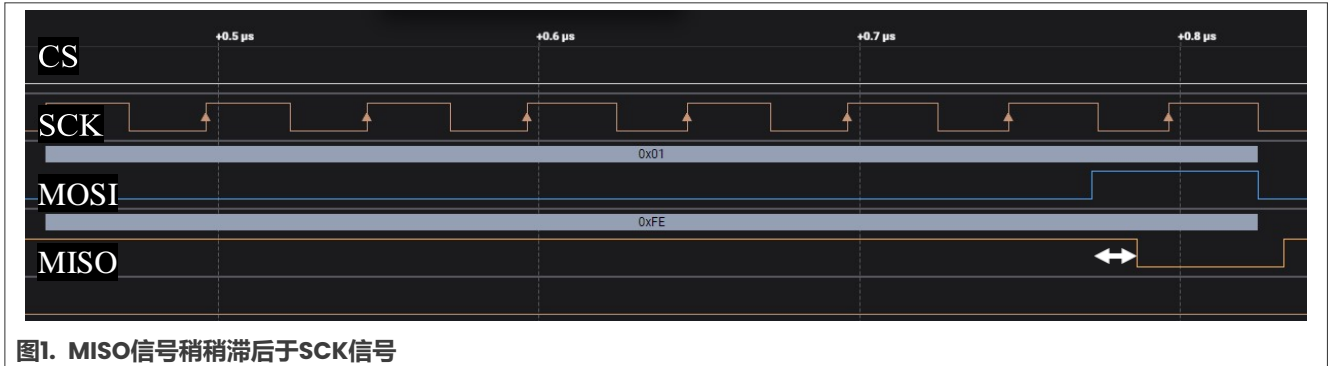 +0.5 µs +0.6 µs +0.7 µs +0.8 µs
CS
SCK
0x01
MOSI
0xFE
MISO
图1. MISO信号稍稍滞后于SCK信号